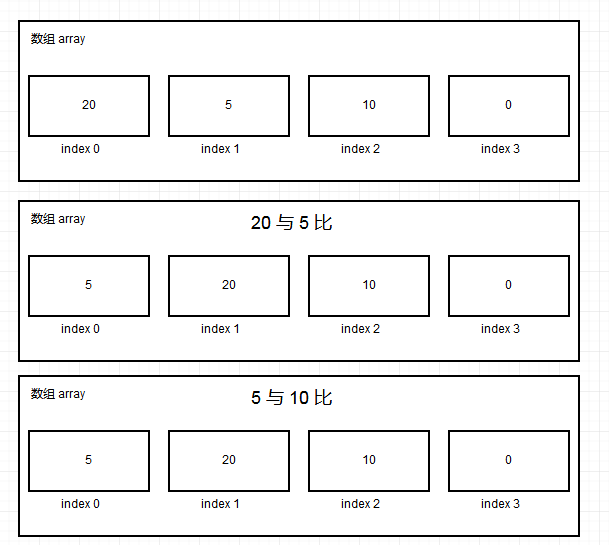 数组 array
20 5 10 0
index 0 index 1 index 2 index 3
数组 array 20 与 5 比
5 20 10 0
index 0 index 1 index 2 index 3
数组 array 5 与 10 比
5 20 10 0
index 0 index 1 index 2 index 3